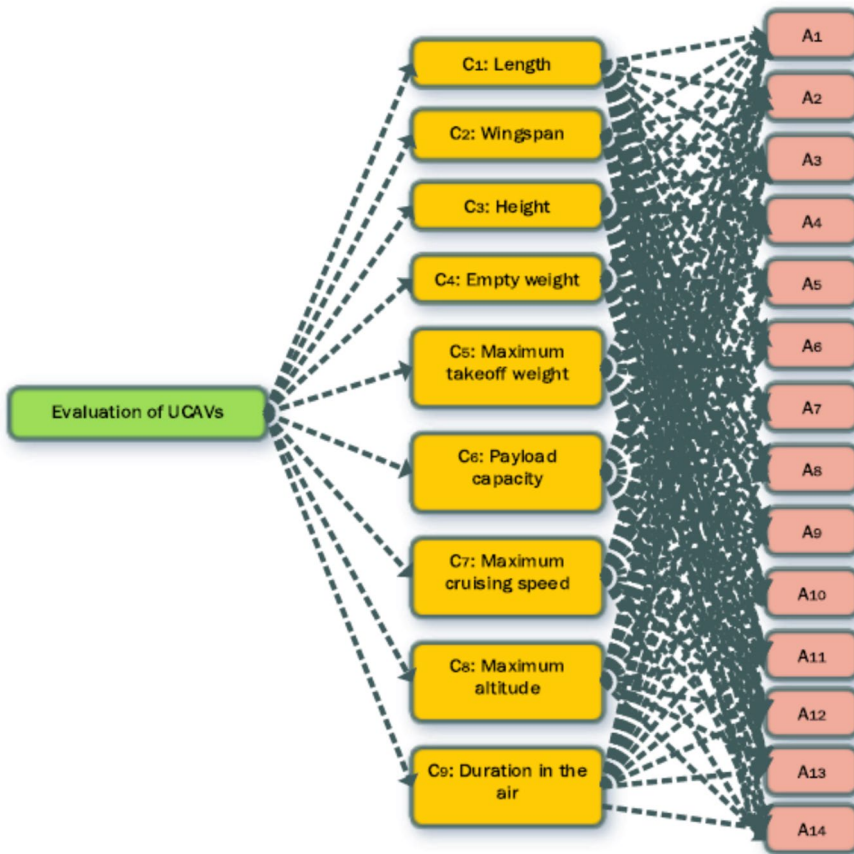 Evaluation of UCAVs
C1: Length
C2: Wingspan
C3: Height
C4: Empty weight
C5: Maximum
takeoff weight
C6: Payload
capacity
C7: Maximum
cruising speed
C8: Maximum
altitude
C9: Duration in the
air
A1
A2
A3
A4
A5
A6
A7
A8
A9
A10
A11
A12
A13
A14